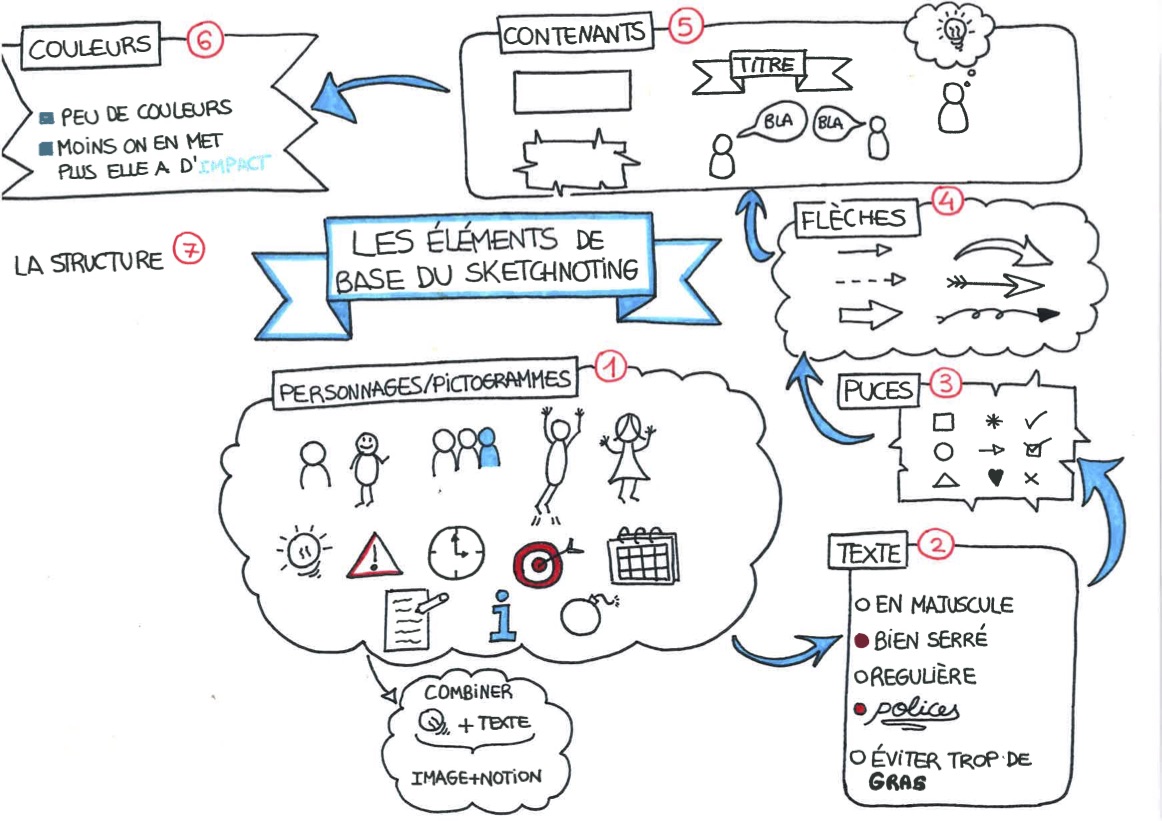 LES ÉLÉMENTS DE
BASE DU SKETCHNOTING
PERSONNAGES/PICTOGRAMMES 1
COMBINER
+ TEXTE
IMAGE+NOTION
TEXTE 2
EN MAJUSCULE
BIEN SERRÉ
REGULIÈRE
polices
ÉVITER TROP DE
GRAS
PUCES 3
FLÈCHES 4
CONTENANTS 5
TITRE
BLA
BLA
COULEURS 6
PEU DE COULEURS
MOINS ON EN MET
PLUS ELLE A D'IMPACT
LA STRUCTURE 7